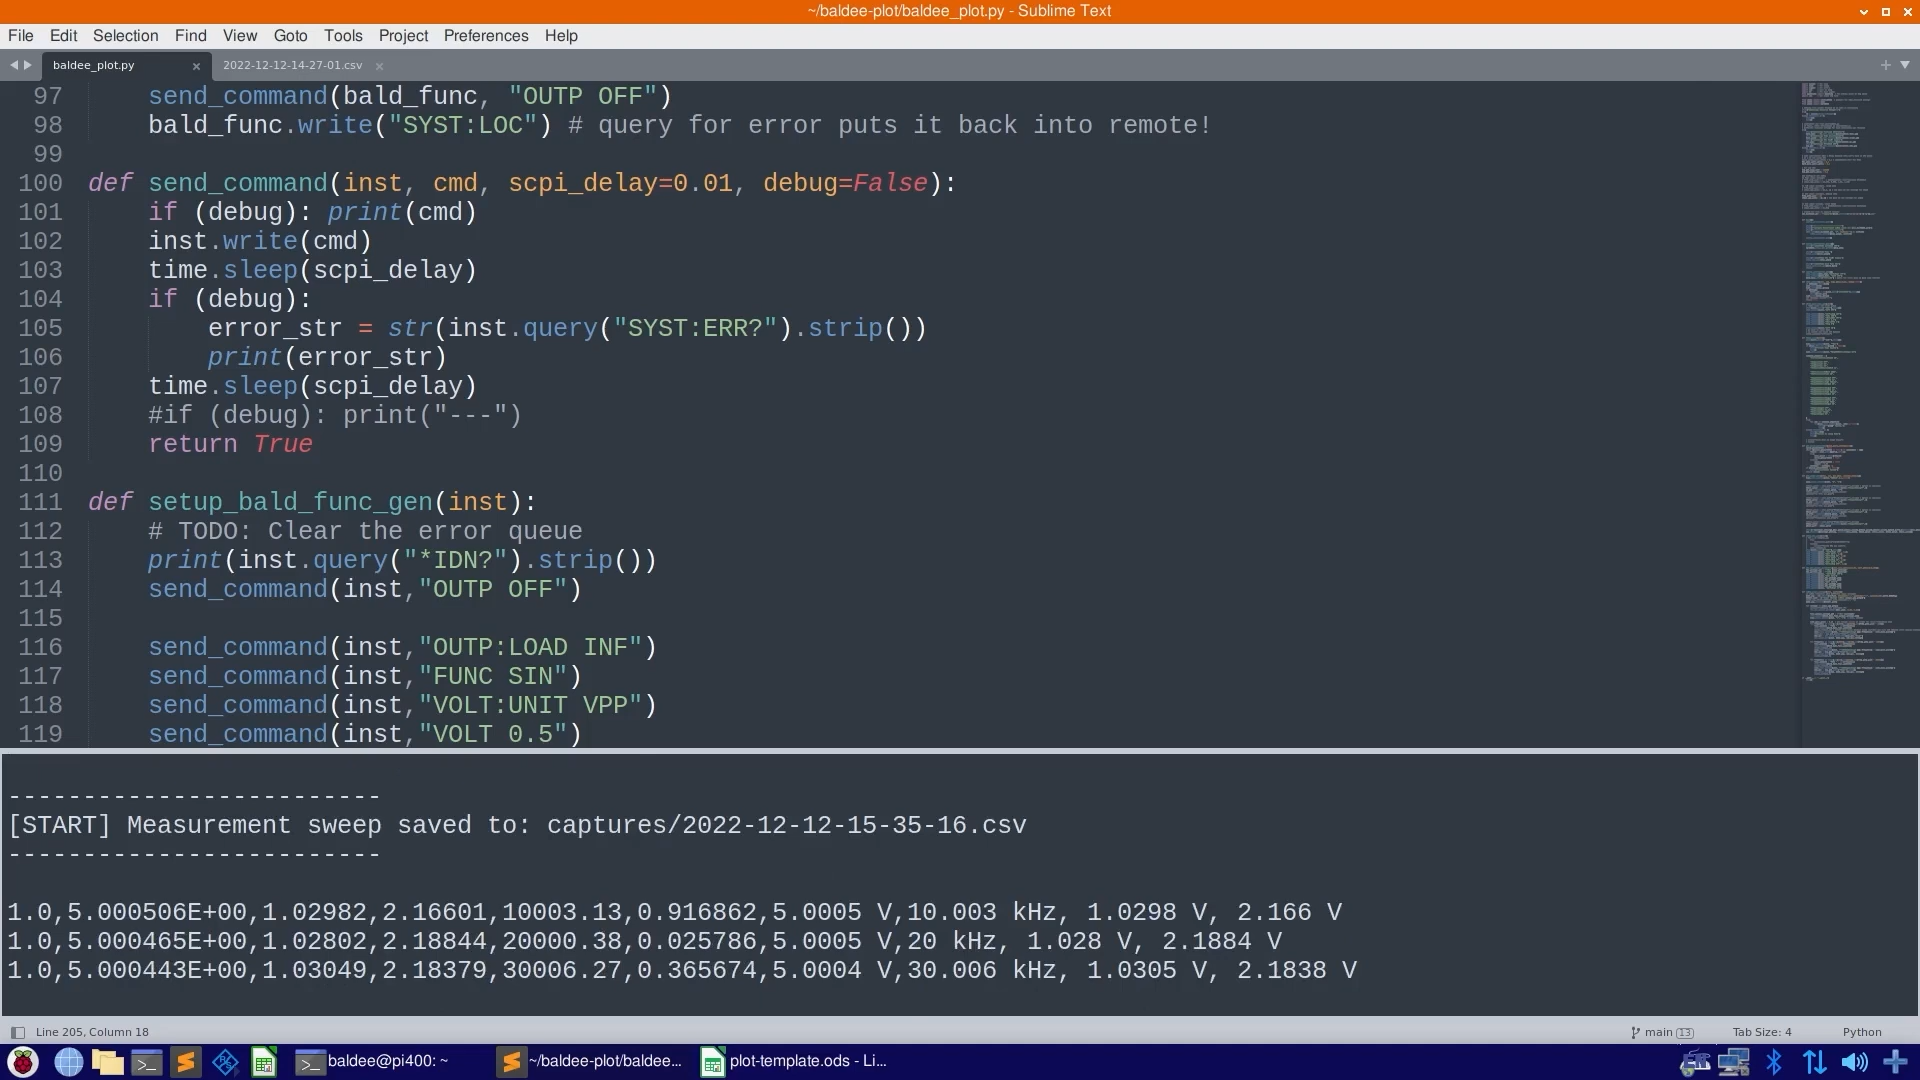 ~/baldee-plot/baldee_plot.py - Sublime Text
File Edit Selection Find View Goto Tools Project Preferences Help
baldee_plot.py 2022-12-12-14-27-01.csv
97 send_command(bald_func, "OUTP OFF")
98 bald_func.write("SYST:LOC") # query for error puts it back into remote!
99
100 def send_command(inst, cmd, scpi_delay=0.01, debug=False):
101 if (debug): print(cmd)
102 inst.write(cmd)
103 time.sleep(scpi_delay)
104 if (debug):
105 error_str = str(inst.query("SYST:ERR?").strip())
106 print(error_str)
107 time.sleep(scpi_delay)
108 #if (debug): print("---")
109 return True
110
111 def setup_bald_func_gen(inst):
112 # TODO: Clear the error queue
113 print(inst.query("*IDN?").strip())
114 send_command(inst,"OUTP OFF")
115
116 send_command(inst,"OUTP:LOAD INF")
117 send_command(inst,"FUNC SIN")
118 send_command(inst,"VOLT:UNIT VPP")
119 send_command(inst,"VOLT 0.5")
-------------------------
[START] Measurement sweep saved to: captures/2022-12-12-15-35-16.csv
-------------------------
1.0,5.000506E+00,1.02982,2.16601,10003.13,0.916862,5.0005 V,10.003 kHz, 1.0298 V, 2.166 V
1.0,5.000465E+00,1.02802,2.18844,20000.38,0.025786,5.0005 V,20 kHz, 1.028 V, 2.1884 V
1.0,5.000443E+00,1.03049,2.18379,30006.27,0.365674,5.0004 V,30.006 kHz, 1.0305 V, 2.1838 V
Line 205, Column 18 main 13 Tab Size: 4 Python
baldee@pi400: ~ ~/baldee-plot/baldee... plot-template.ods - Li...